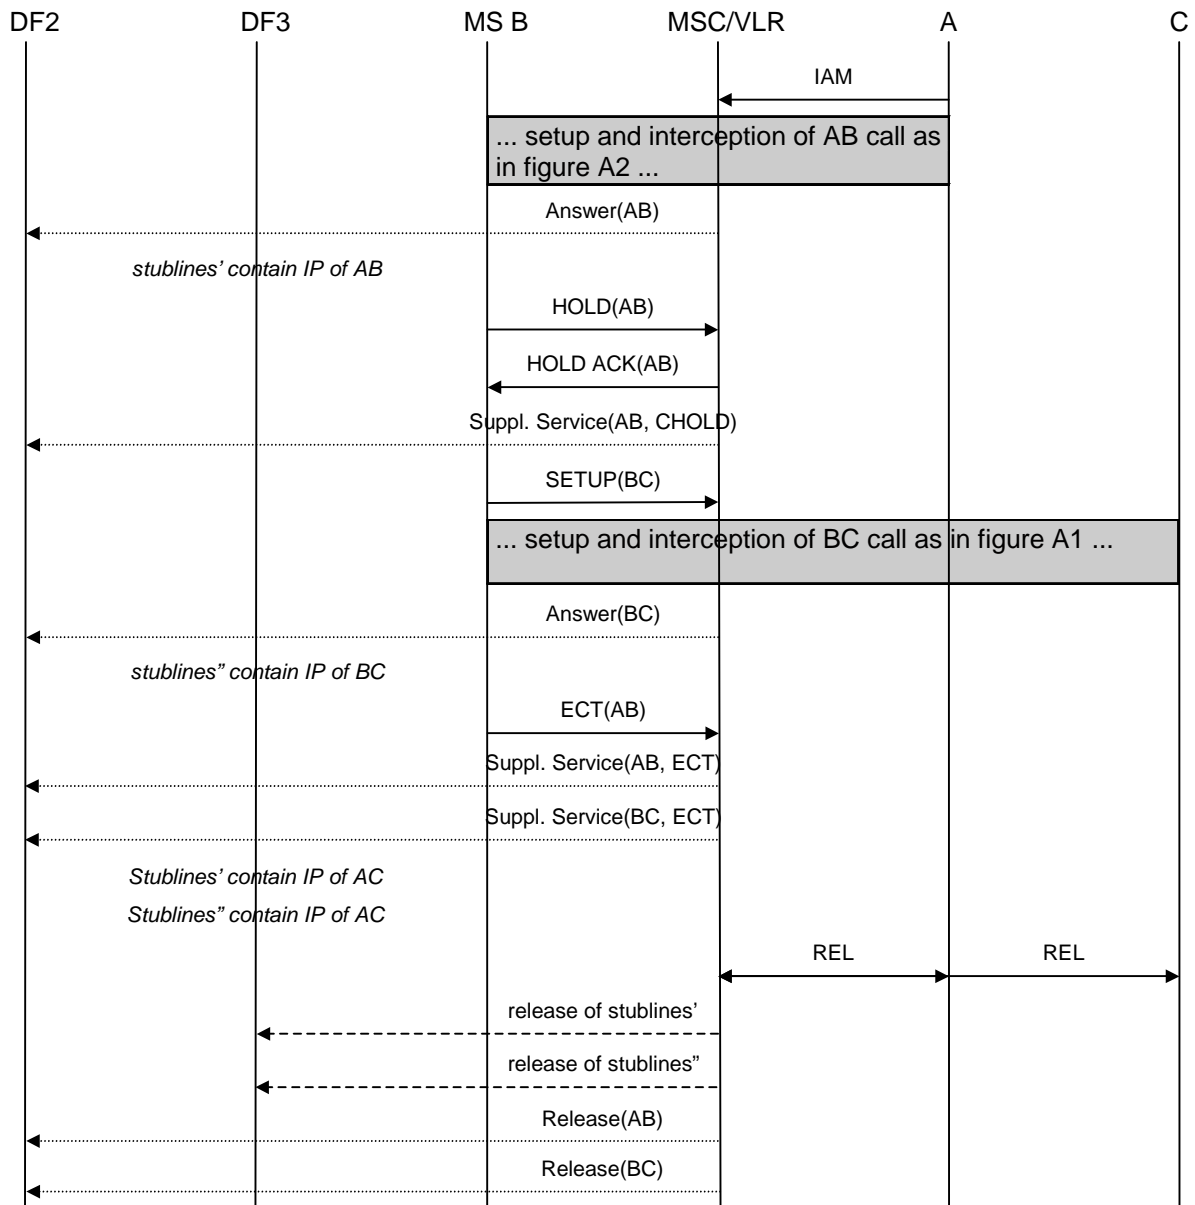 DF2 DF3 MS B MSC/VLR A C
IAM
... setup and interception of AB call as
in figure A2 ...
Answer(AB)
stublines’ contain IP of AB
HOLD(AB)
HOLD ACK(AB)
Suppl. Service(AB, CHOLD)
SETUP(BC)
... setup and interception of BC call as in figure A1 ...
Answer(BC)
stublines” contain IP of BC
ECT(AB)
Suppl. Service(AB, ECT)
Suppl. Service(BC, ECT)
Stublines’ contain IP of AC
Stublines” contain IP of AC
REL REL
release of stublines’
release of stublines”
Release(AB)
Release(BC)